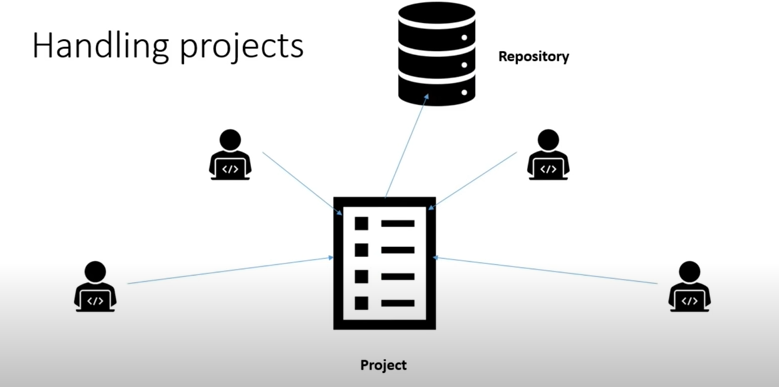 Handling projects
Repository
</>
</>
</>
</>
Project